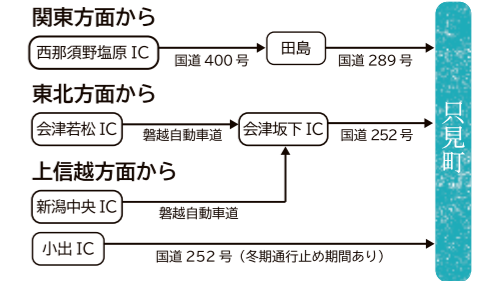 関東方面から
西那須野塩原 IC
国道 400 号
田島
国道 289 号
東北方面から
会津若松 IC
磐越自動車道
会津坂下 IC
国道 252 号
上信越方面から
新潟中央 IC
磐越自動車道
小出 IC
国道 252 号（冬期通行止め期間あり）
只見町